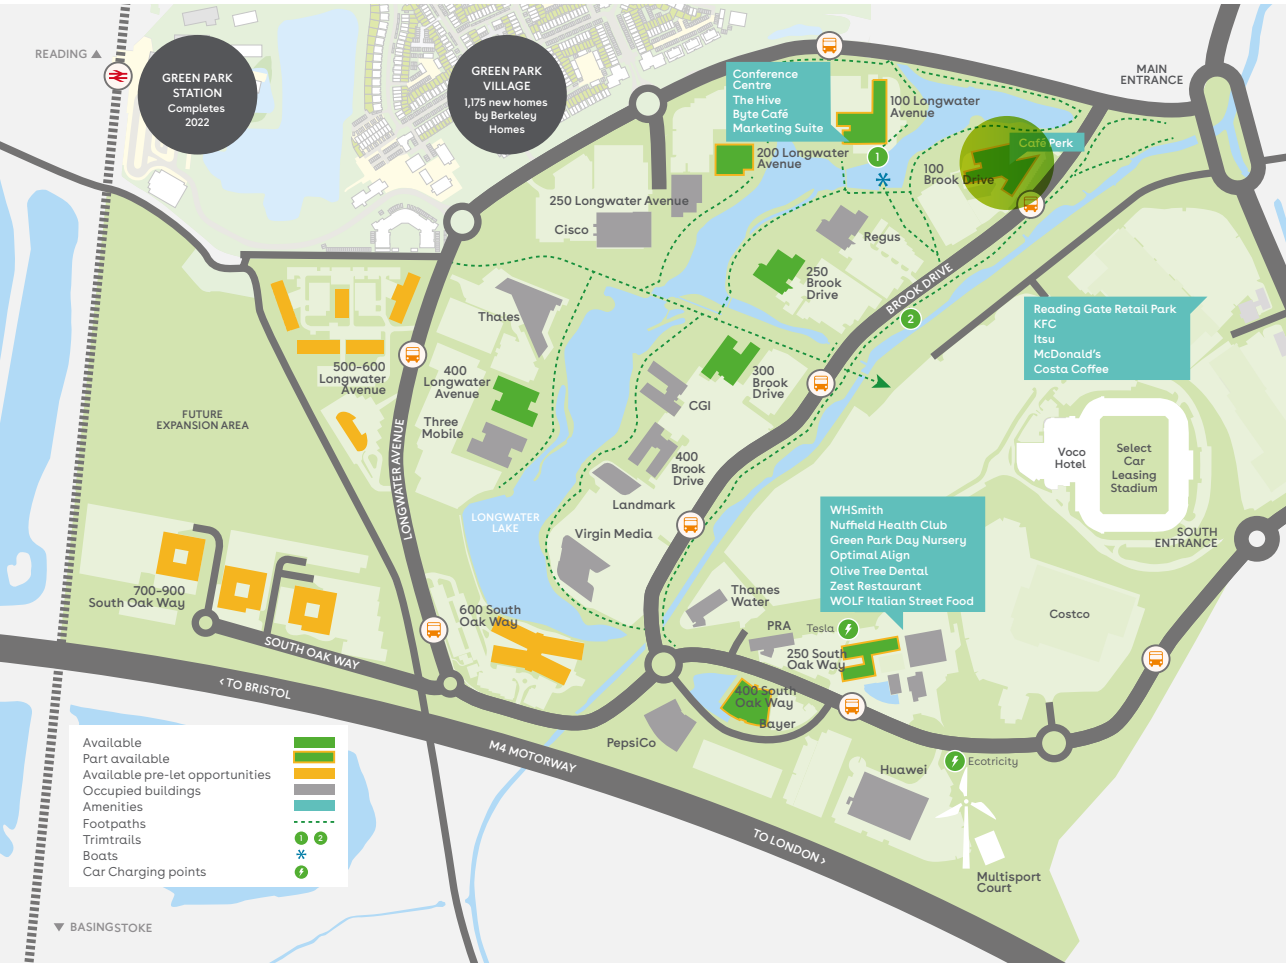 READING ▲
GREEN PARK
STATION
Completes
2022
GREEN PARK
VILLAGE
1,175 new homes
by Berkeley
Homes
Conference
Centre
The Hive
Byte Café
Marketing Suite
100 Longwater
Avenue
MAIN
ENTRANCE
200 Longwater
Avenue
1
Café Perk
100
Brook Drive
250 Longwater Avenue
Cisco
Regus
250
Brook
Drive
BROOK DRIVE
2
Reading Gate Retail Park
KFC
Itsu
McDonald's
Costa Coffee
Thales
500-600
Longwater
Avenue
400
Longwater
Avenue
Three
Mobile
300
Brook
Drive
CGI
FUTURE
EXPANSION AREA
LONGWATER AVENUE
400
Brook
Drive
Landmark
Voco
Hotel
Select
Car
Leasing
Stadium
LONGWATER
LAKE
Virgin Media
WHSmith
Nuffield Health Club
Green Park Day Nursery
Optimal Align
Olive Tree Dental
Zest Restaurant
WOLF Italian Street Food
SOUTH
ENTRANCE
700-900
South Oak Way
600 South
Oak Way
Thames
Water
PRA
Tesla
250 South
Oak Way
Costco
SOUTH OAK WAY
‹ TO BRISTOL
400 South
Oak Way
Bayer
PepsiCo
M4 MOTORWAY
Huawei
Ecotricity
TO LONDON ›
Multisport
Court
Available
Part available
Available pre-let opportunities
Occupied buildings
Amenities
Footpaths
Trimtrails
1 2
Boats
Car Charging points
▼ BASINGSTOKE